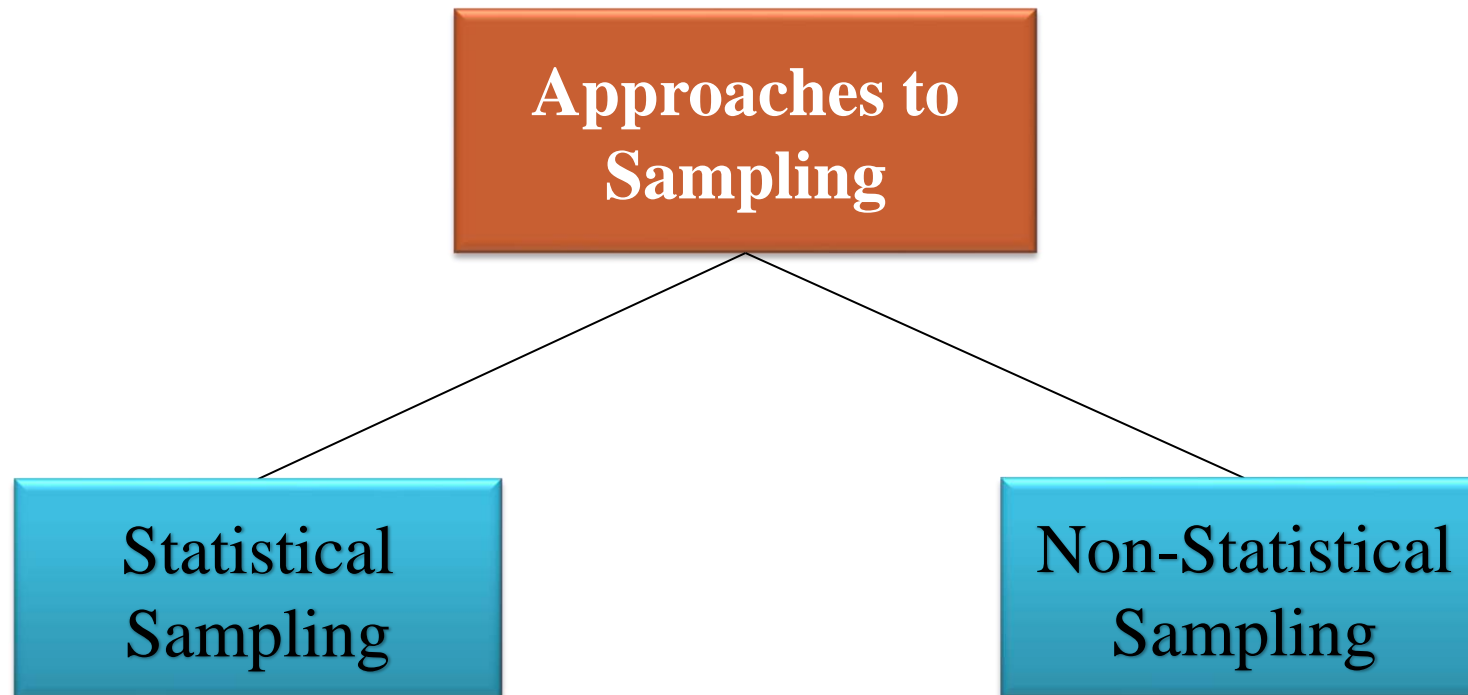 Approaches to
Sampling
Statistical
Sampling
Non-Statistical
Sampling